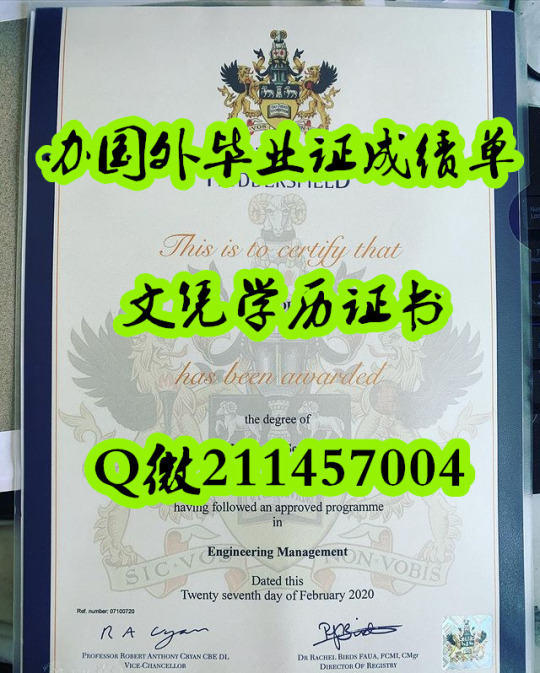 办国外毕业证成绩单
HUDDERSFIELD
This is to certify that
文凭学历证书
has been awarded
the degree of
Q微211457004
having followed an approved programme
in
Engineering Management
SIC VOS NON VOBIS
Dated this
Twenty seventh day of February 2020
Ref. number: 07100720
R A Cryan
PROFESSOR ROBERT ANTHONY CRYAN CBE DL
VICE-CHANCELLOR
DR RACHEL BIRDS FAUA, FCMI, CMgr
DIRECTOR OF REGISTRY